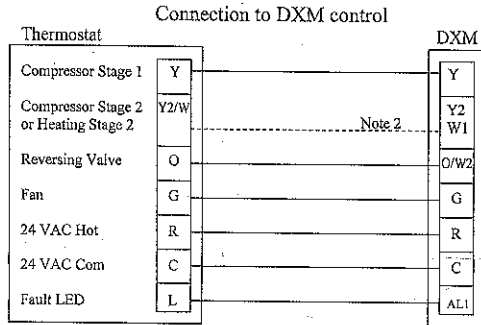 Connection to DXM control
Thermostat
DXM
Compressor Stage 1 Y Y
Compressor Stage 2 Y2/W Y2
or Heating Stage 2 Note 2 W1
Reversing Valve O O/W2
Fan G G
24 VAC Hot R R
24 VAC Com C C
Fault LED L AL1